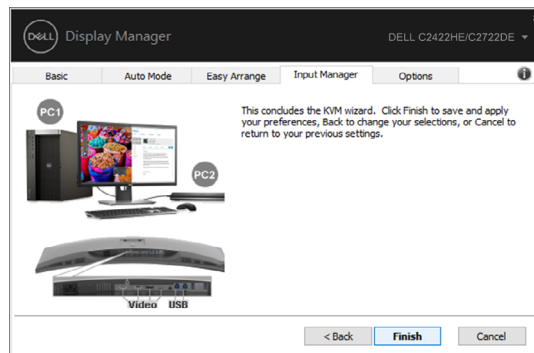 DELL Display Manager
DELL C2422HE/C2722DE
Basic
Auto Mode
Easy Arrange
Input Manager
Options
PC1
PC2
This concludes the KVM wizard. Click Finish to save and apply
your preferences, Back to change your selections, or Cancel to
return to your previous settings.
Video USB
< Back
Finish
Cancel